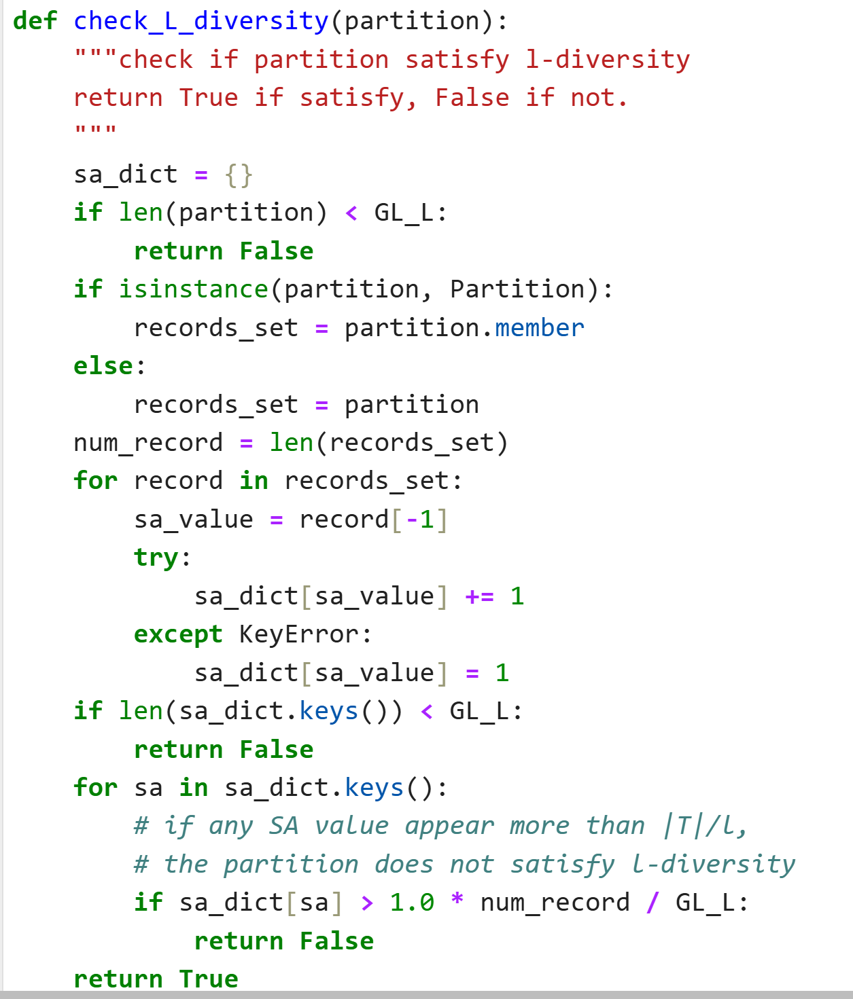 def check_L_diversity(partition):
    """check if partition satisfy l-diversity
    return True if satisfy, False if not.
    """
    sa_dict = {}
    if len(partition) < GL_L:
        return False
    if isinstance(partition, Partition):
        records_set = partition.member
    else:
        records_set = partition
    num_record = len(records_set)
    for record in records_set:
        sa_value = record[-1]
        try:
            sa_dict[sa_value] += 1
        except KeyError:
            sa_dict[sa_value] = 1
    if len(sa_dict.keys()) < GL_L:
        return False
    for sa in sa_dict.keys():
        # if any SA value appear more than |T|/l,
        # the partition does not satisfy l-diversity
        if sa_dict[sa] > 1.0 * num_record / GL_L:
            return False
    return True